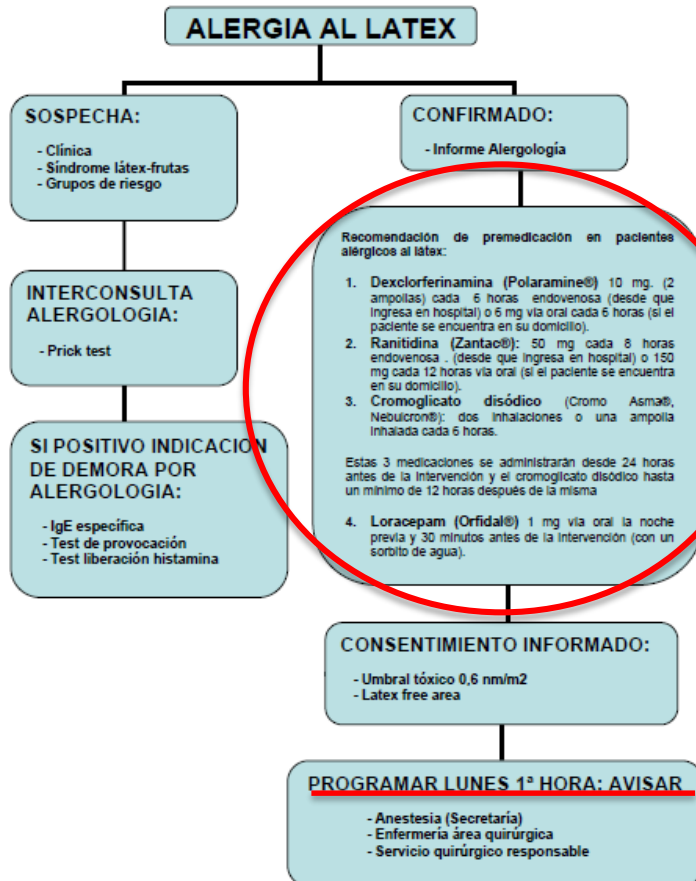 ALERGIA AL LATEX
SOSPECHA:
- Clínica
- Síndrome látex-frutas
- Grupos de riesgo
INTERCONSULTA
ALERGOLOGIA:
- Prick test
SI POSITIVO INDICACION
DE DEMORA POR
ALERGOLOGIA:
- IgE específica
- Test de provocación
- Test liberación histamina
CONFIRMADO:
- Informe Alergología
Recomendación de premedicación en pacientes
alérgicos al látex:
1. Dexclorferinamina (Polaramine®) 10 mg. (2
ampollas) cada 6 horas endovenosa (desde que
ingresa en hospital) o 6 mg via oral cada 6 horas (si el
paciente se encuentra en su domicilio).
2. Ranitidina (Zantac®): 50 mg cada 8 horas
endovenosa . (desde que ingresa en hospital) o 150
mg cada 12 horas via oral (si el paciente se encuentra
en su domicilio).
3. Cromoglicato disódico (Cromo Asma®,
Nebulcron®): dos inhalaciones o una ampolla
inhalada cada 6 horas.
Estas 3 medicaciones se administrarán desde 24 horas
antes de la intervención y el cromoglicato disódico hasta
un mínimo de 12 horas después de la misma
4. Loracepam (Orfidal®) 1 mg via oral la noche
previa y 30 minutos antes de la intervención (con un
sorbito de agua).
CONSENTIMIENTO INFORMADO:
- Umbral tóxico 0,6 nm/m2
- Latex free area
PROGRAMAR LUNES 1ª HORA: AVISAR
- Anestesia (Secretaría)
- Enfermería área quirúrgica
- Servicio quirúrgico responsable